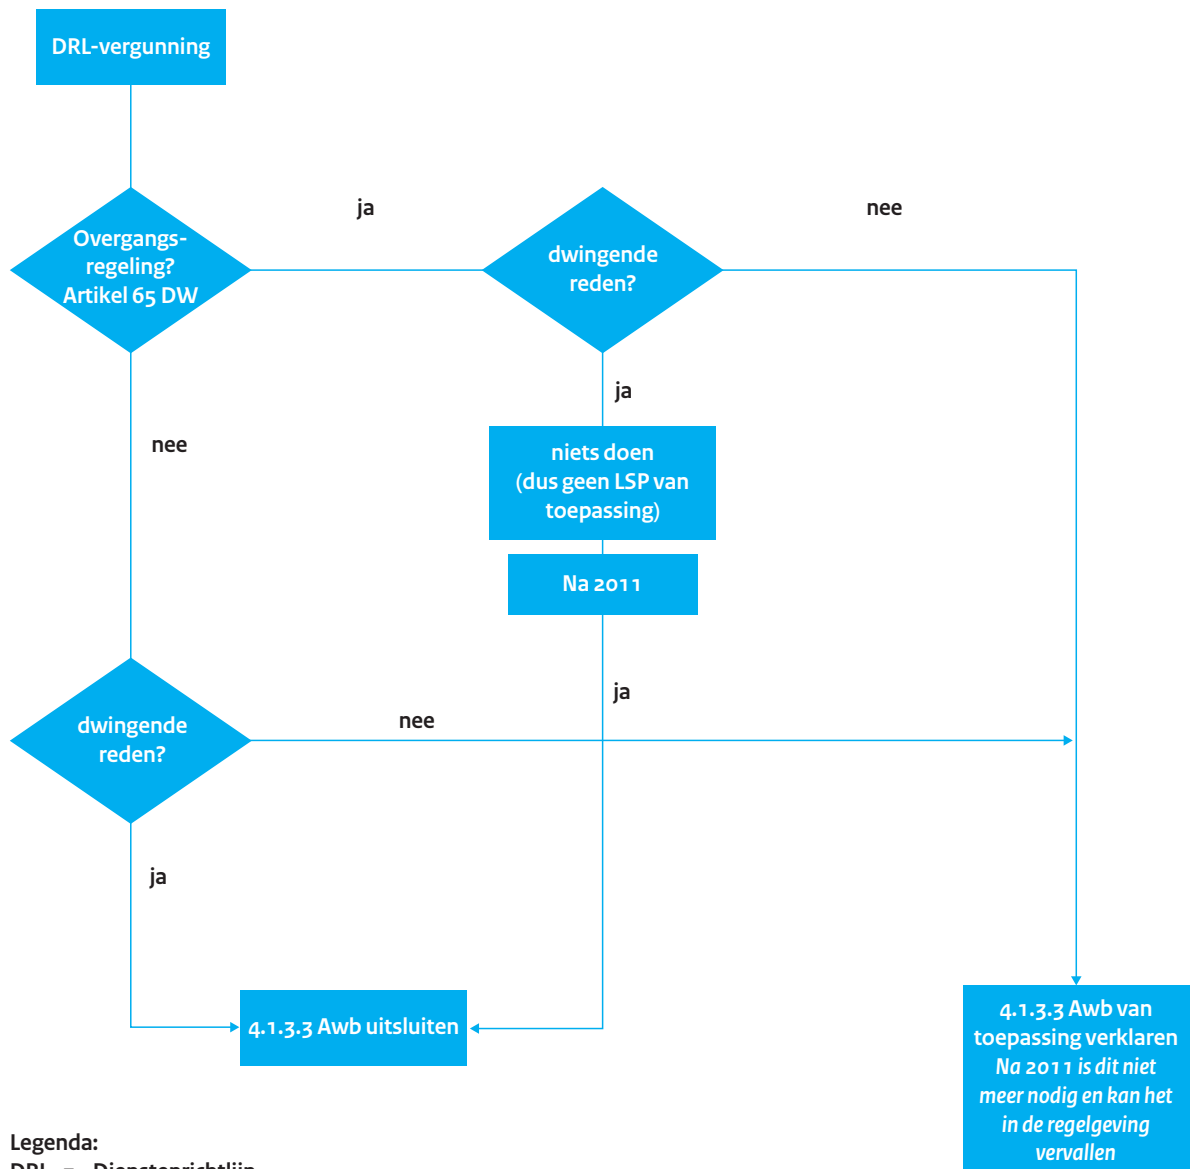 DRL-vergunning
Overgangs-
regeling?
Artikel 65 DW
ja
dwingende
reden?
nee
ja
nee
niets doen
(dus geen LSP van
toepassing)
Na 2011
ja
dwingende
reden?
nee
ja
4.1.3.3 Awb uitsluiten
4.1.3.3 Awb van
toepassing verklaren
Na 2011 is dit niet
meer nodig en kan het
in de regelgeving
vervallen
Legenda:
DRL = Dienstenrichtlijn